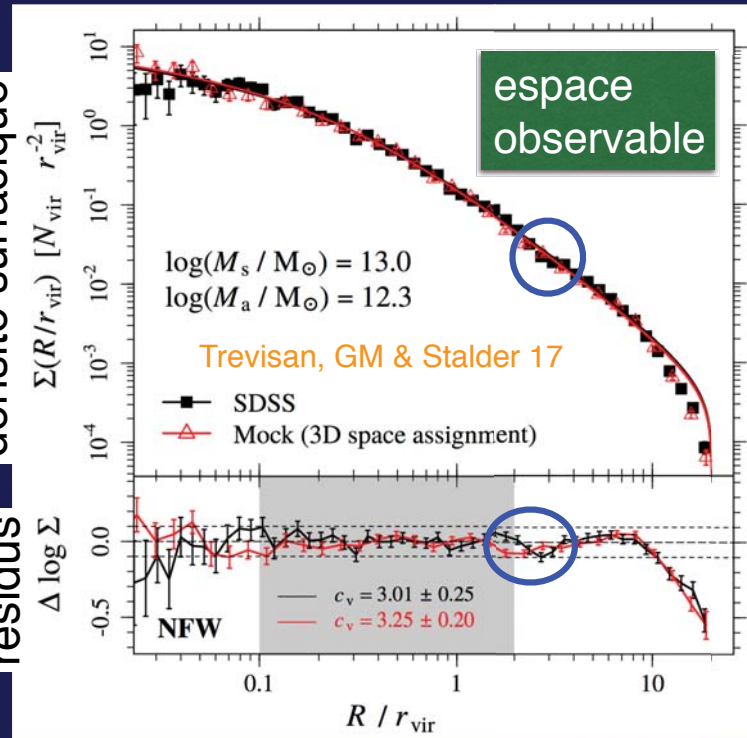 densité surfacique
Σ(R/r_vir) [N_vir r_vir^-2]
10^1
10^0
10^-1
10^-2
10^-3
10^-4
espace
observable
log(M_s / M_⊙) = 13.0
log(M_a / M_⊙) = 12.3
Trevisan, GM & Stalder 17
SDSS
Mock (3D space assignment)
résidus
Δ log Σ
0.0
-0.5
c_v = 3.01 ± 0.25
c_v = 3.25 ± 0.20
NFW
0.1 1 10
R / r_vir